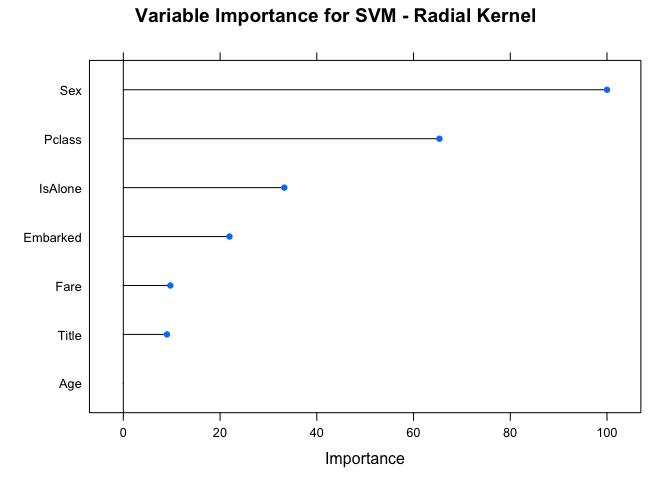 Variable Importance for SVM - Radial Kernel
Sex
Pclass
IsAlone
Embarked
Fare
Title
Age
0 20 40 60 80 100
Importance